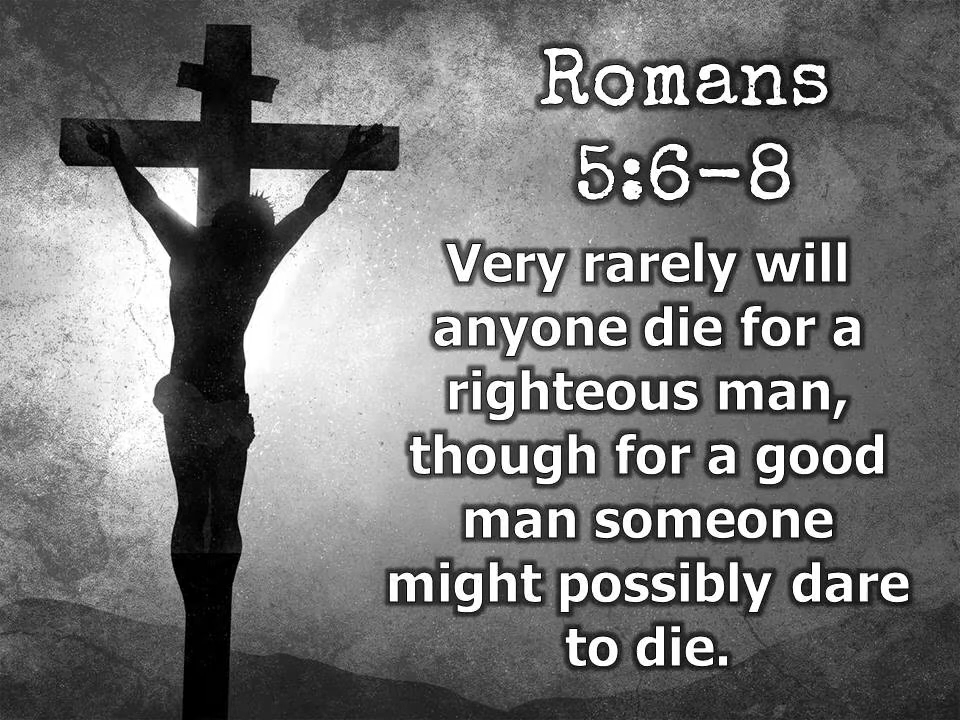 Romans
5:6-8
Very rarely will
anyone die for a
righteous man,
though for a good
man someone
might possibly dare
to die.